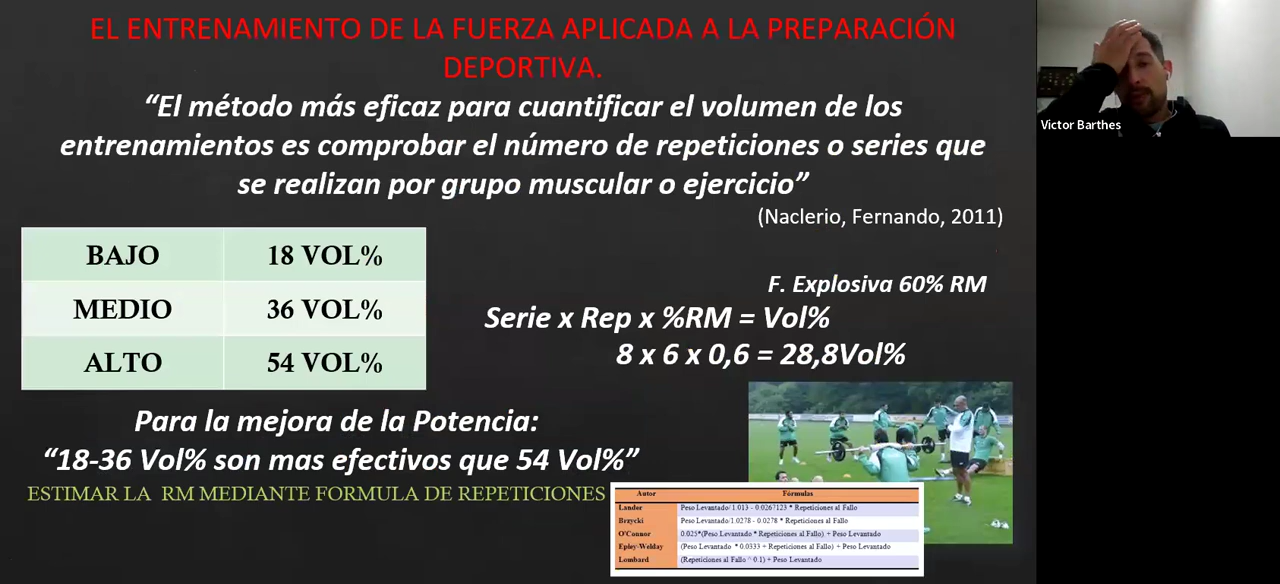 EL ENTRENAMIENTO DE LA FUERZA APLICADA A LA PREPARACIÓN
DEPORTIVA.
“El método más eficaz para cuantificar el volumen de los
entrenamientos es comprobar el número de repeticiones o series que
se realizan por grupo muscular o ejercicio”
(Naclerio, Fernando, 2011)
BAJO 18 VOL%
MEDIO 36 VOL%
ALTO 54 VOL%
F. Explosiva 60% RM
Serie x Rep x %RM = Vol%
8 x 6 x 0,6 = 28,8Vol%
Para la mejora de la Potencia:
“18-36 Vol% son mas efectivos que 54 Vol%”
ESTIMAR LA RM MEDIANTE FORMULA DE REPETICIONES
Autor Fórmulas
Lander Peso Levantado/ 1.013 - 0.0267123 * Repeticiones al Fallo
Brzycki Peso Levantado/1.0278 - 0.0278 * Repeticiones al Fallo
O'Connor 0.025*(Peso Levantado * Repeticiones al Fallo) + Peso Levantado
Epley-Welday (Peso Levantado * 0.0333 + Repeticiones al Fallo) + Peso Levantado
Lombard (Repeticiones al Fallo ^ 0.1) + Peso Levantado
Victor Barthes